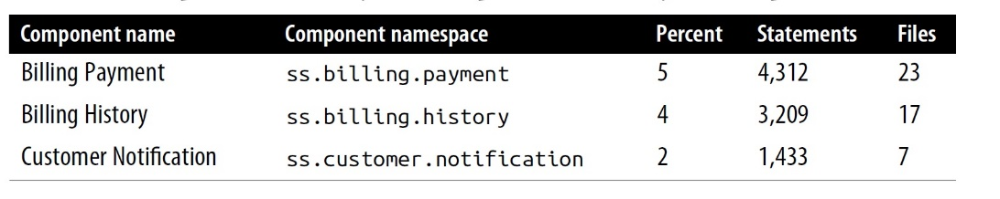 Component name Component namespace Percent Statements Files
Billing Payment ss.billing.payment 5 4,312 23
Billing History ss.billing.history 4 3,209 17
Customer Notification ss.customer.notification 2 1,433 7